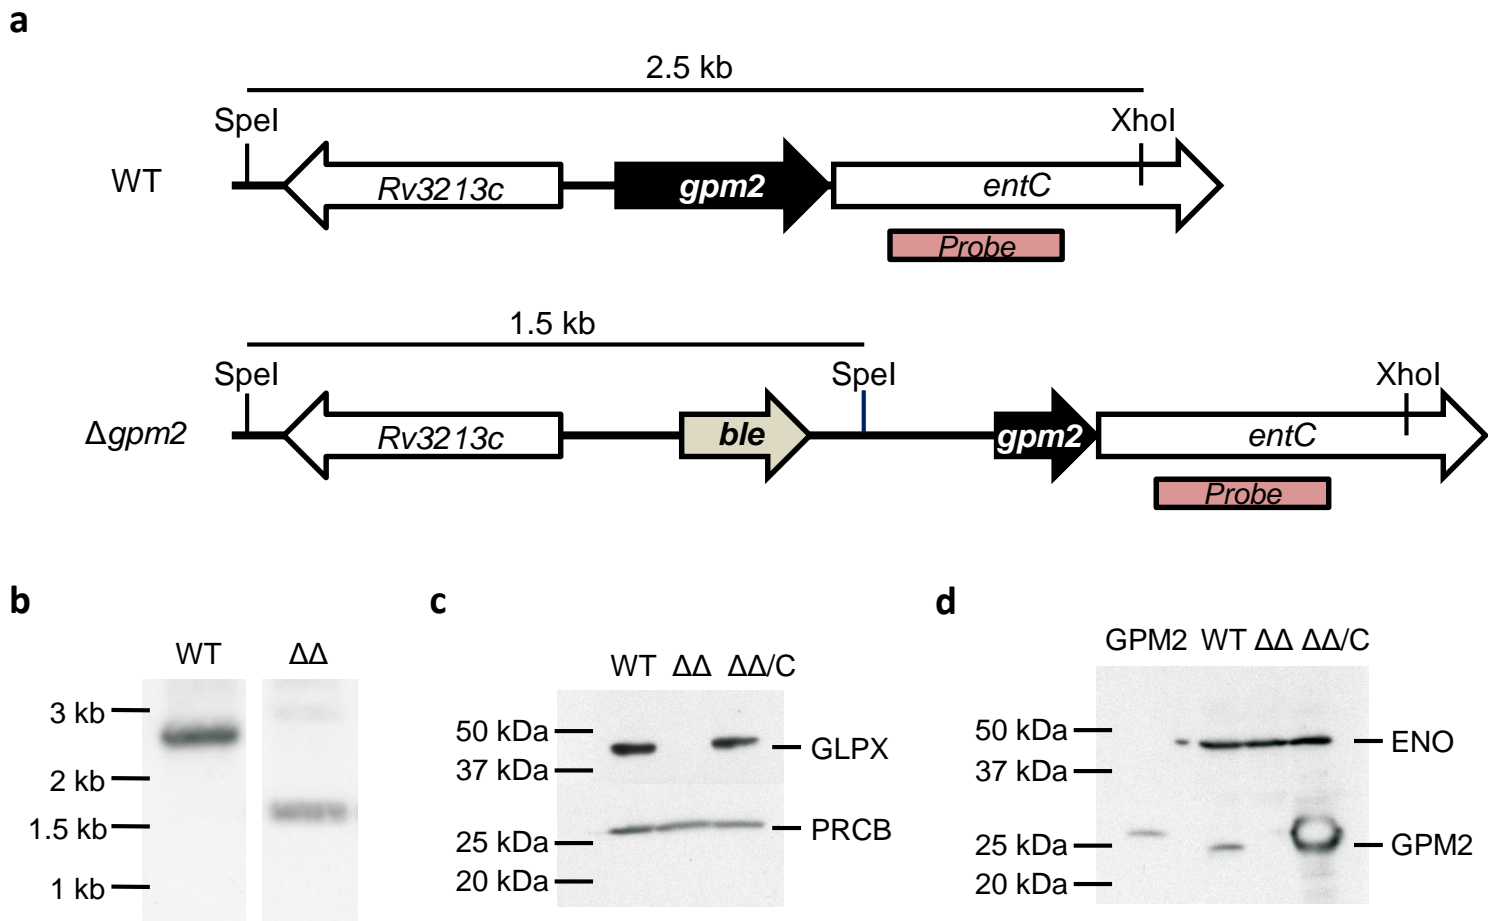 a
2.5 kb
SpeI XhoI
WT Rv3213c gpm2 entC
Probe
1.5 kb
SpeI SpeI XhoI
Δgpm2 Rv3213c ble gpm2 entC
Probe
b
WT ΔΔ
3 kb
2 kb
1.5 kb
1 kb
c
WT ΔΔ ΔΔ/C
50 kDa
GLPX
37 kDa
PRCB
25 kDa
20 kDa
d
GPM2 WT ΔΔ ΔΔ/C
50 kDa
ENO
37 kDa
25 kDa
GPM2
20 kDa